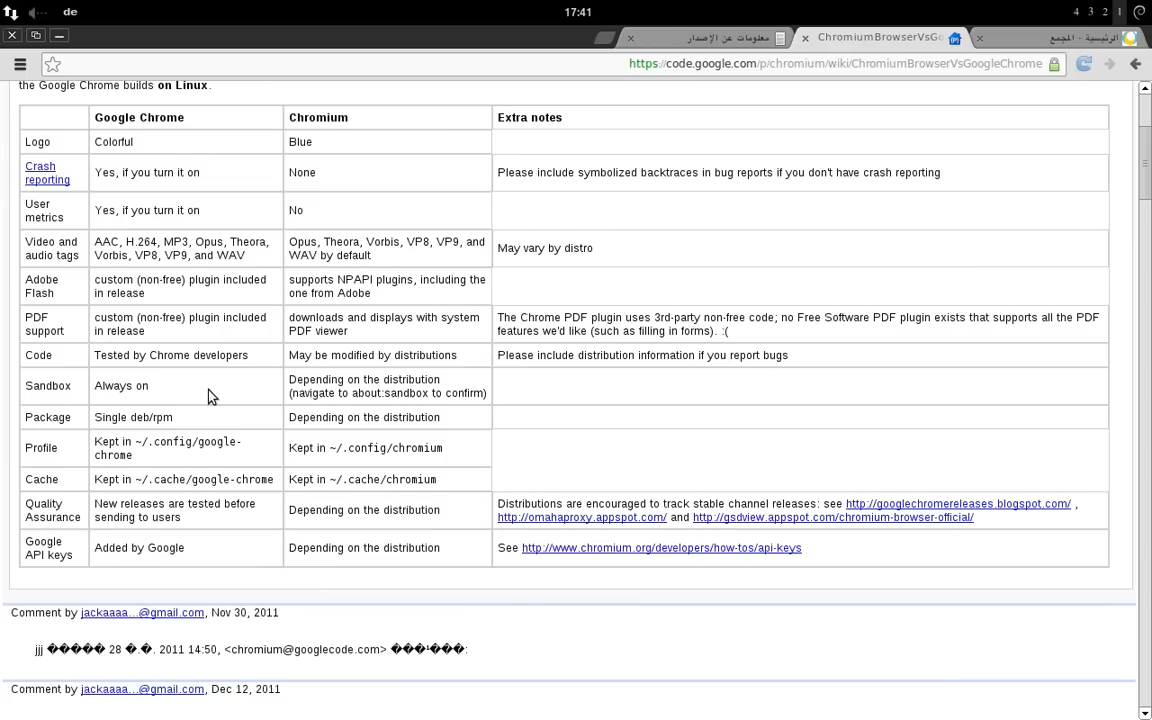 de
17:41
4 3 2 1
معلومات عن الإصدار
ChromiumBrowserVsGo
الرئيسية - المجمع
https://code.google.com/p/chromium/wiki/ChromiumBrowserVsGoogleChrome
the Google Chrome builds on Linux.
Google Chrome Chromium Extra notes
Logo Colorful Blue
Crash
reporting Yes, if you turn it on None Please include symbolized backtraces in bug reports if you don't have crash reporting
User
metrics Yes, if you turn it on No
Video and AAC, H.264, MP3, Opus, Theora, Opus, Theora, Vorbis, VP8, VP9, and May vary by distro
audio tags Vorbis, VP8, VP9, and WAV WAV by default
Adobe custom (non-free) plugin included supports NPAPI plugins, including the
Flash in release one from Adobe
PDF custom (non-free) plugin included downloads and displays with system The Chrome PDF plugin uses 3rd-party non-free code; no Free Software PDF plugin exists that supports all the PDF
support in release PDF viewer features we'd like (such as filling in forms). :(
Code Tested by Chrome developers May be modified by distributions Please include distribution information if you report bugs
Sandbox Always on Depending on the distribution
(navigate to about:sandbox to confirm)
Package Single deb/rpm Depending on the distribution
Profile Kept in ~/.config/google- Kept in ~/.config/chromium
chrome
Cache Kept in ~/.cache/google-chrome Kept in ~/.cache/chromium
Quality New releases are tested before Depending on the distribution Distributions are encouraged to track stable channel releases: see http://googlechromereleases.blogspot.com/ ,
Assurance sending to users http://omahaproxy.appspot.com/ and http://gsdview.appspot.com/chromium-browser-official/
Google
API keys Added by Google Depending on the distribution See http://www.chromium.org/developers/how-tos/api-keys
Comment by jackaaaa...@gmail.com, Nov 30, 2011
jjj ����� 28 �.�. 2011 14:50, <chromium@googlecode.com> ���¹���:
Comment by jackaaaa...@gmail.com, Dec 12, 2011